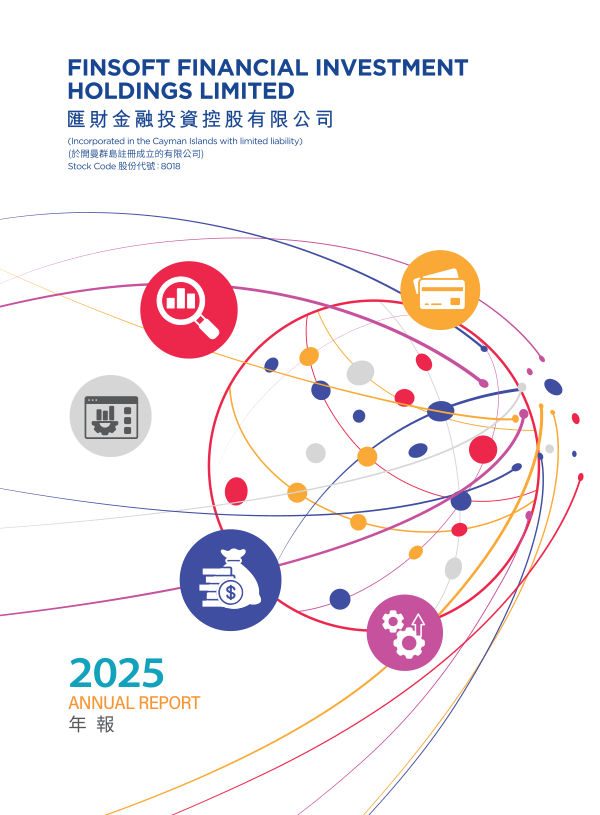 FINSOFT FINANCIAL INVESTMENT
HOLDINGS LIMITED
匯財金融投資控股有限公司
(Incorporated in the Cayman Islands with limited liability)
(於開曼群島註冊成立的有限公司)
Stock Code 股份代號 : 8018
$
2025
ANNUAL REPORT
年報